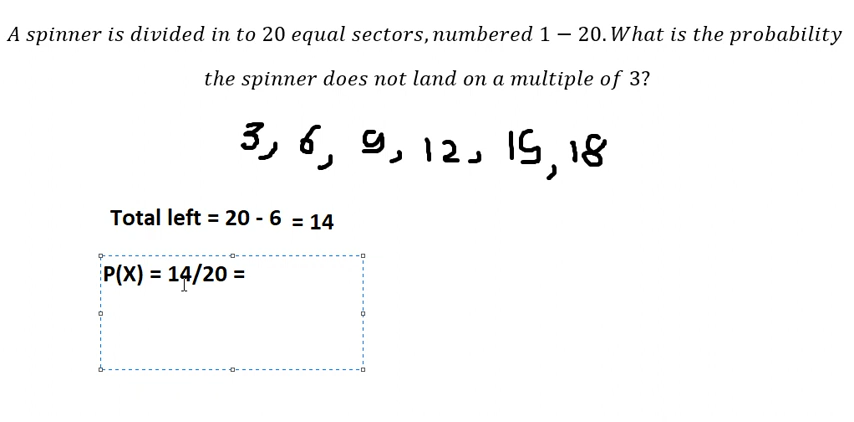 A spinner is divided in to 20 equal sectors, numbered 1 − 20. What is the probability
the spinner does not land on a multiple of 3?
3, 6, 9, 12, 15, 18
Total left = 20 - 6 = 14
P(X) = 14/20 =